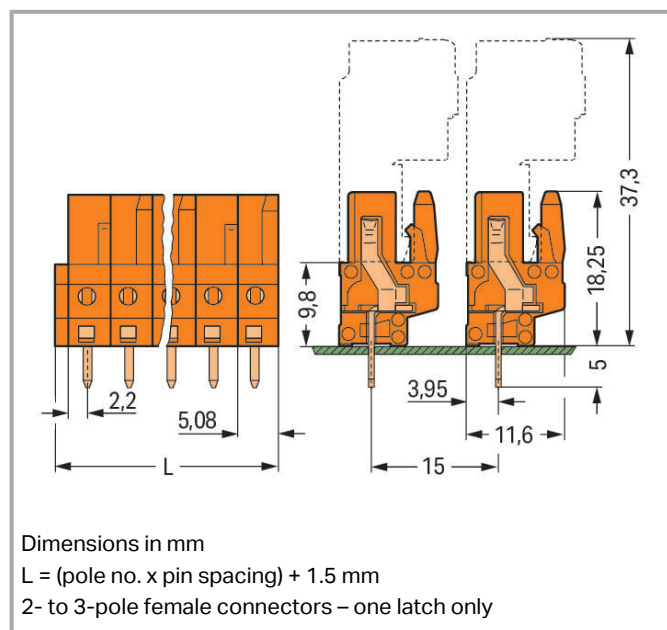 37,3
18,25
9,8
5
2,2
3,95
5,08
11,6
L
15
Dimensions in mm
L = (pole no. x pin spacing) + 1.5 mm
2- to 3-pole female connectors – one latch only